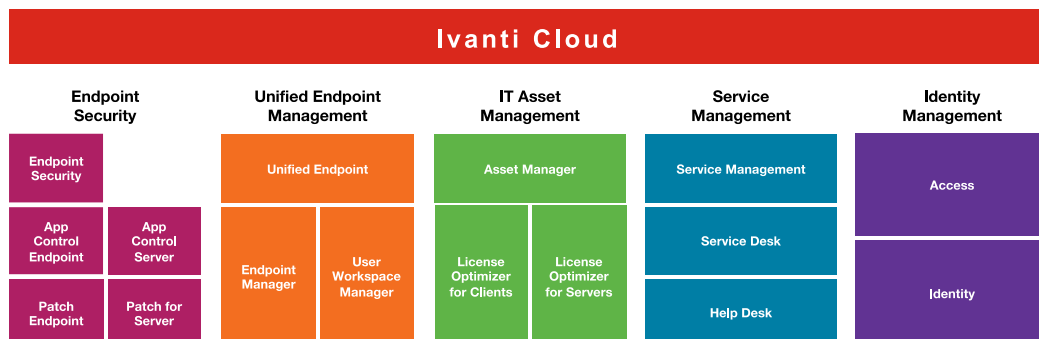 Ivanti Cloud
Endpoint
Security
Unified Endpoint
Management
IT Asset
Management
Service
Management
Identity
Management
Endpoint
Security
App
Control
Endpoint
App
Control
Server
Patch
Endpoint
Patch for
Server
Unified Endpoint
Endpoint
Manager
User
Workspace
Manager
Asset Manager
License
Optimizer
for Clients
License
Optimizer
for Servers
Service Management
Service Desk
Help Desk
Access
Identity